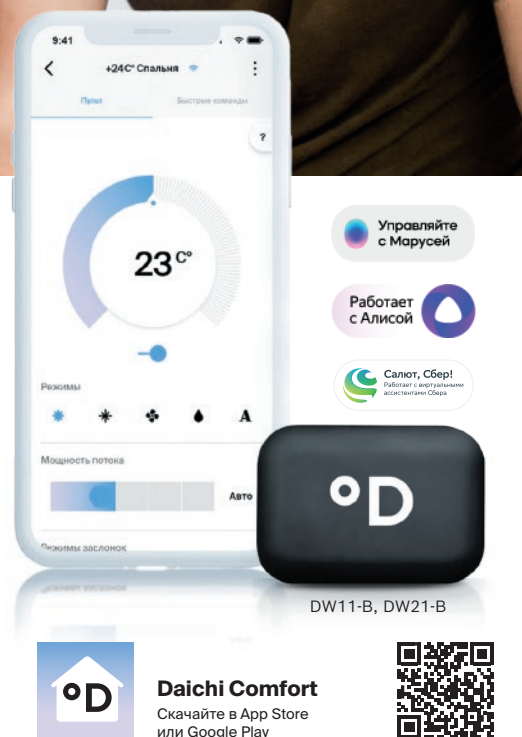 9:41
+24C° Спальня
Пульт
Быстрые команды
?
23 C°
Режимы
A
Мощность потока
Авто
Режимы заслонок
Управляйте
с Марусей
Работает
с Алисой
Салют, Сбер!
Работает с виртуальными
ассистентами Сбера
°D
DW11-B, DW21-B
°D
Daichi Comfort
Скачайте в App Store
или Google Play